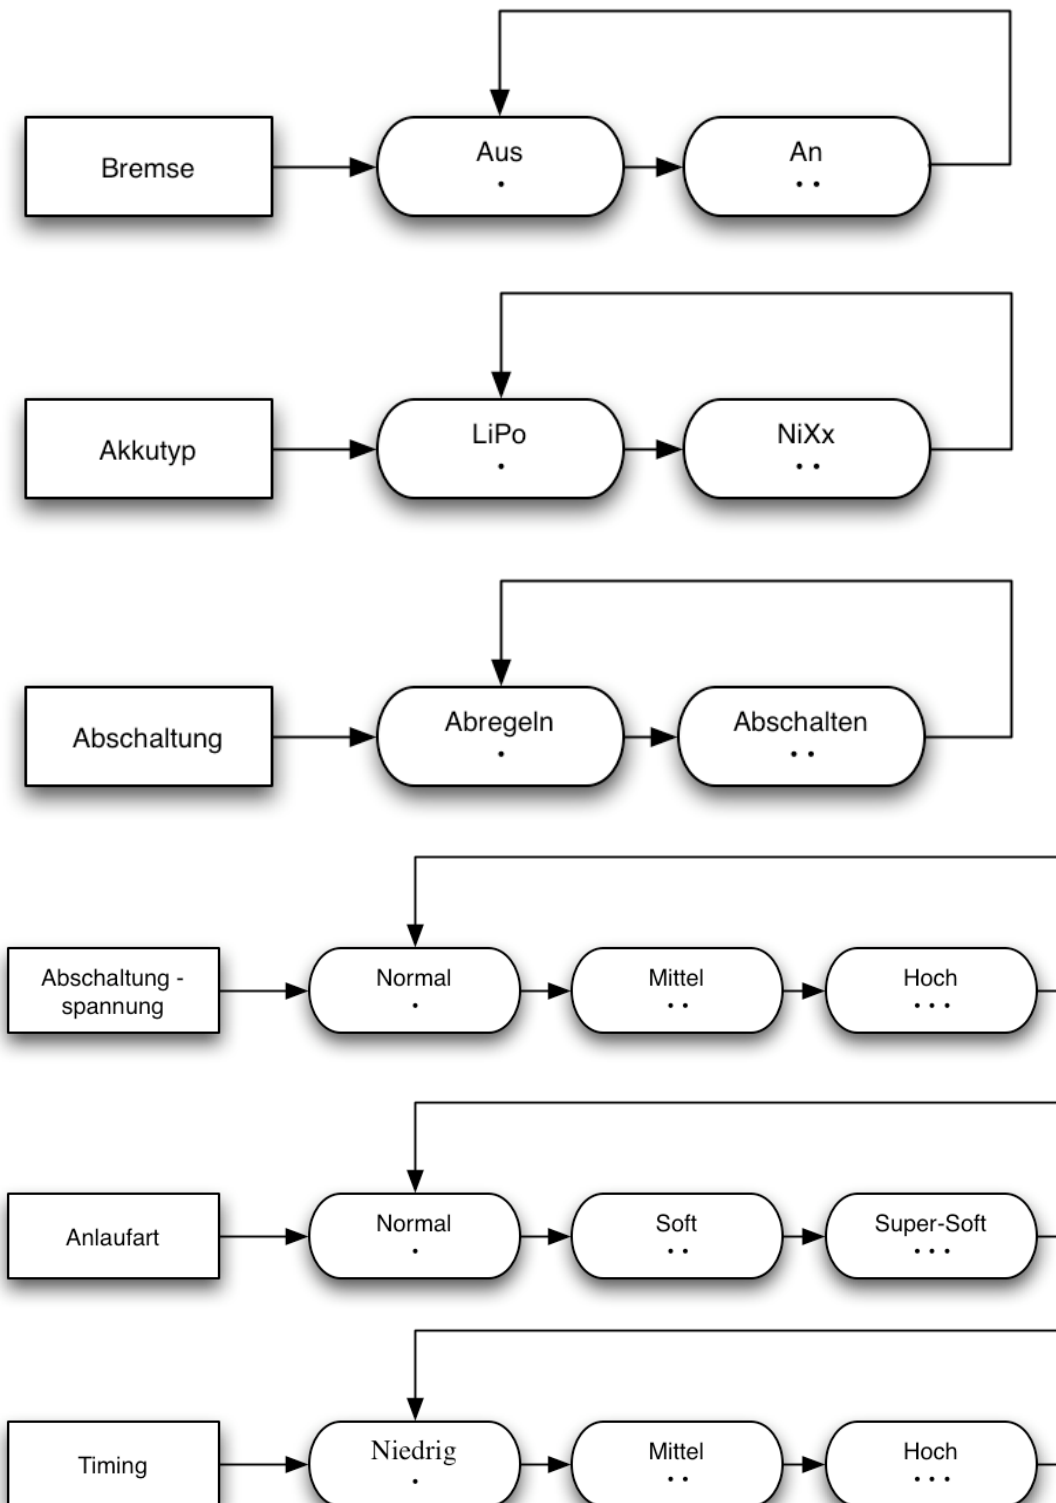 Bremse
Aus
•
An
• •
Akkutyp
LiPo
•
NiXx
• •
Abschaltung
Abregeln
•
Abschalten
• •
Abschaltung -
spannung
Normal
•
Mittel
• •
Hoch
• • •
Anlaufart
Normal
•
Soft
• •
Super-Soft
• • •
Timing
Niedrig
•
Mittel
• •
Hoch
• • •